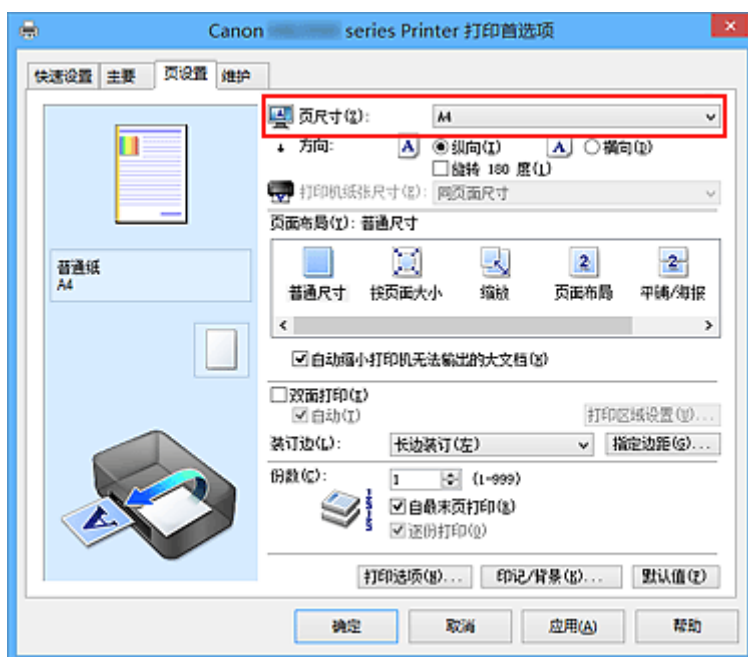 Canon series Printer 打印首选项
快速设置 主要 页设置 维护
页尺寸(Z): A4
方向: A 纵向(I) A 横向(D)
旋转 180 度(L)
打印机纸张尺寸(E): 同页面尺寸
页面布局(Y): 普通尺寸
普通纸
A4
普通尺寸 按页面大小 缩放 页面布局 平铺/海报
自动缩小打印机无法输出的大文档(X)
双面打印(X)
自动(T) 打印区域设置(U)...
装订边(L): 长边装订(左) 指定边距(G)...
份数(C): 1 (1-999)
自最末页打印(R)
逐份打印(O)
打印选项(N)... 印记/背景(K)... 默认值(F)
确定 取消 应用(A) 帮助